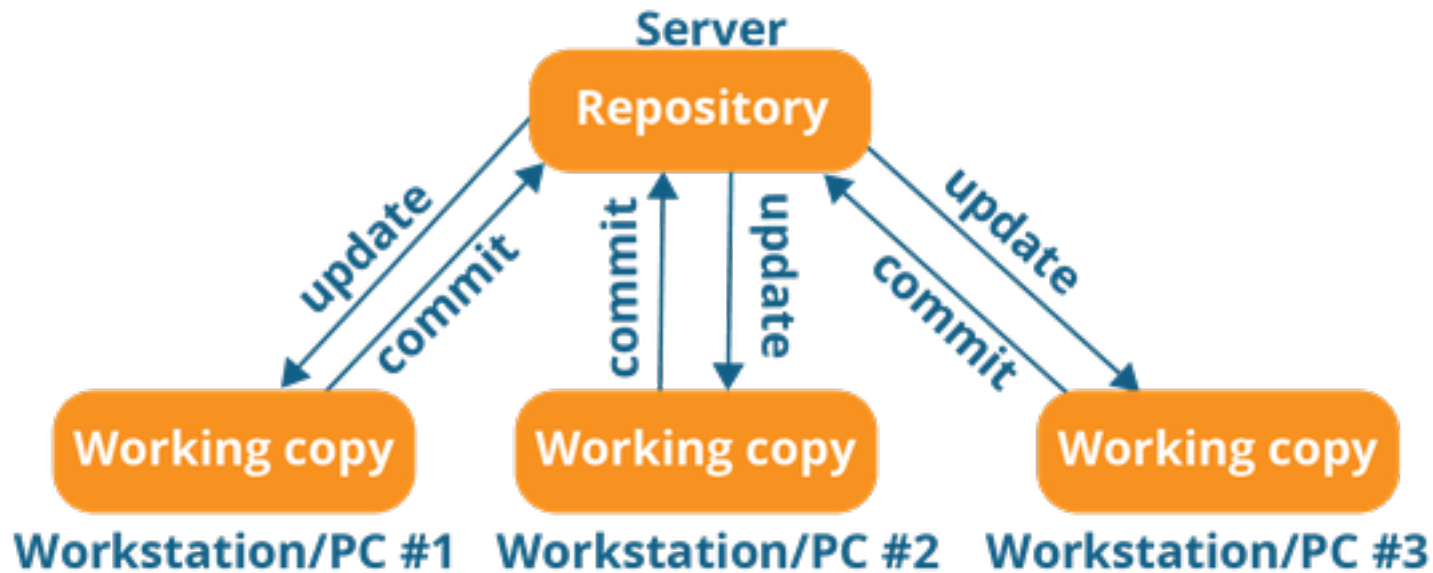 Server
Repository
update
commit
commit
update
update
commit
Working copy
Working copy
Working copy
Workstation/PC #1
Workstation/PC #2
Workstation/PC #3